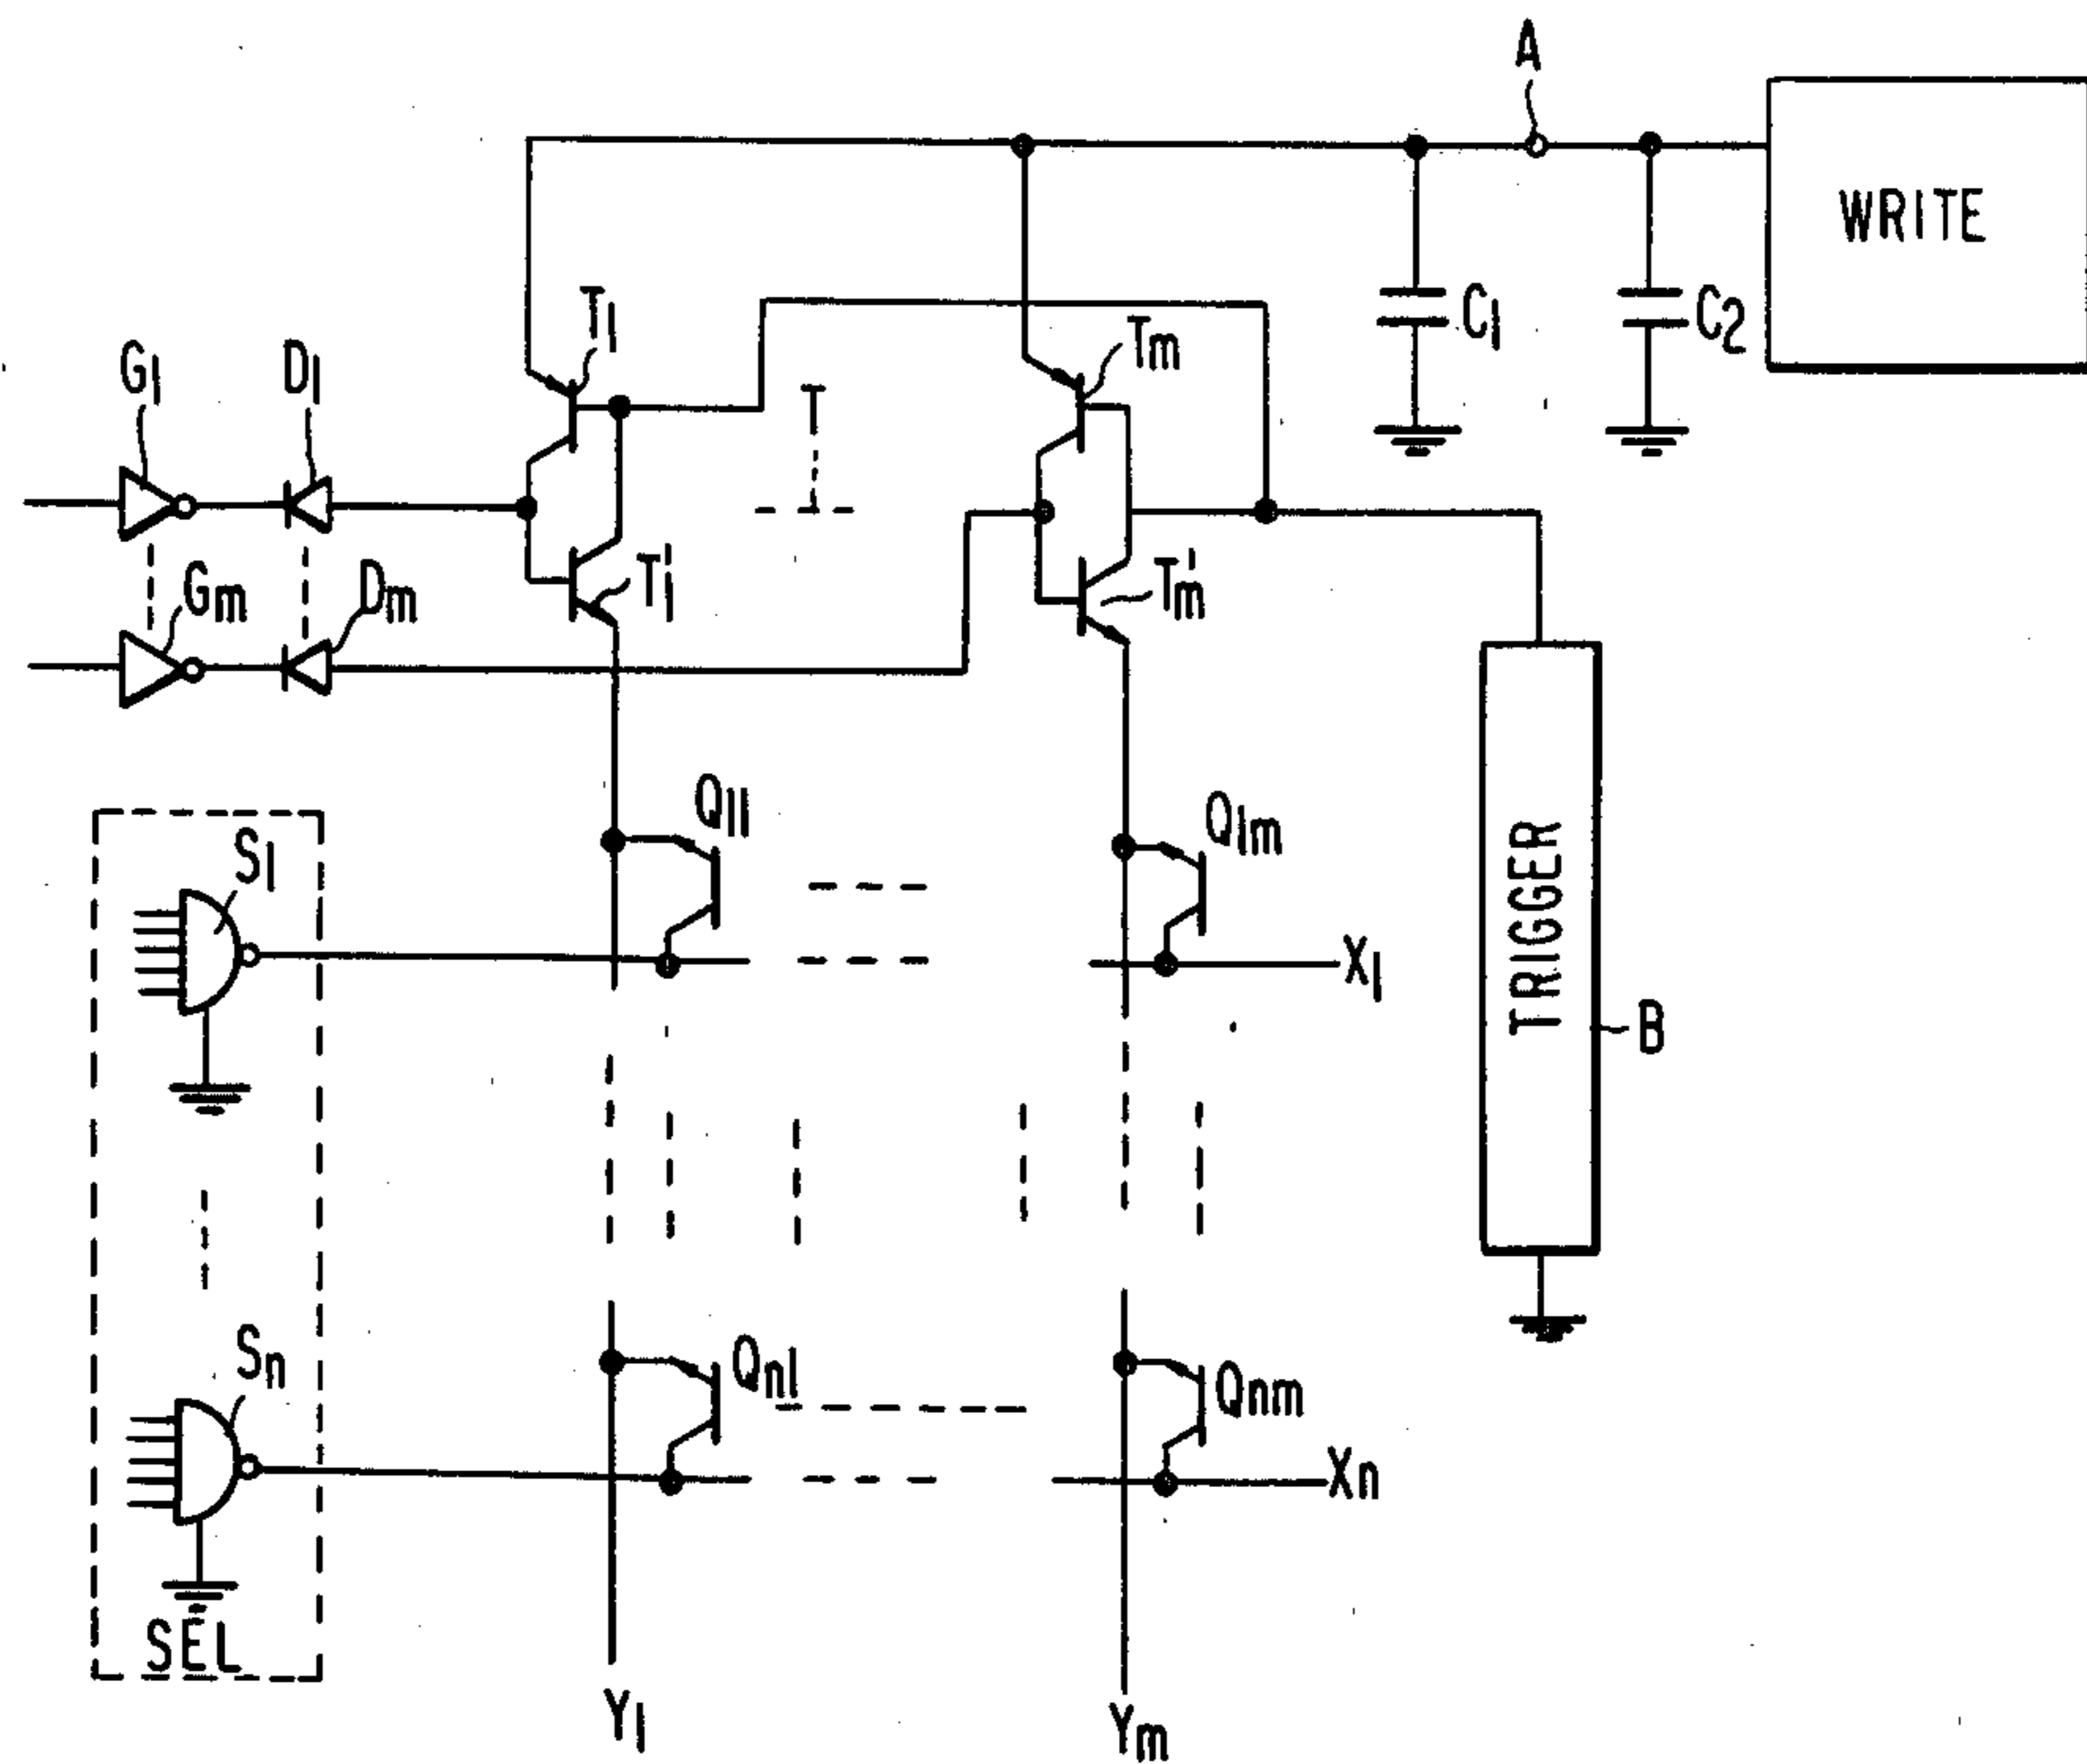 A
WRITE
T1
Tm
C1
C2
G1
D1
T
Gm
Dm
T1'
Tm'
Q11
Q1m
S1
X1
TRIGGER
B
Sn
Qn1
Qnm
Xn
SEL
Y1
Ym